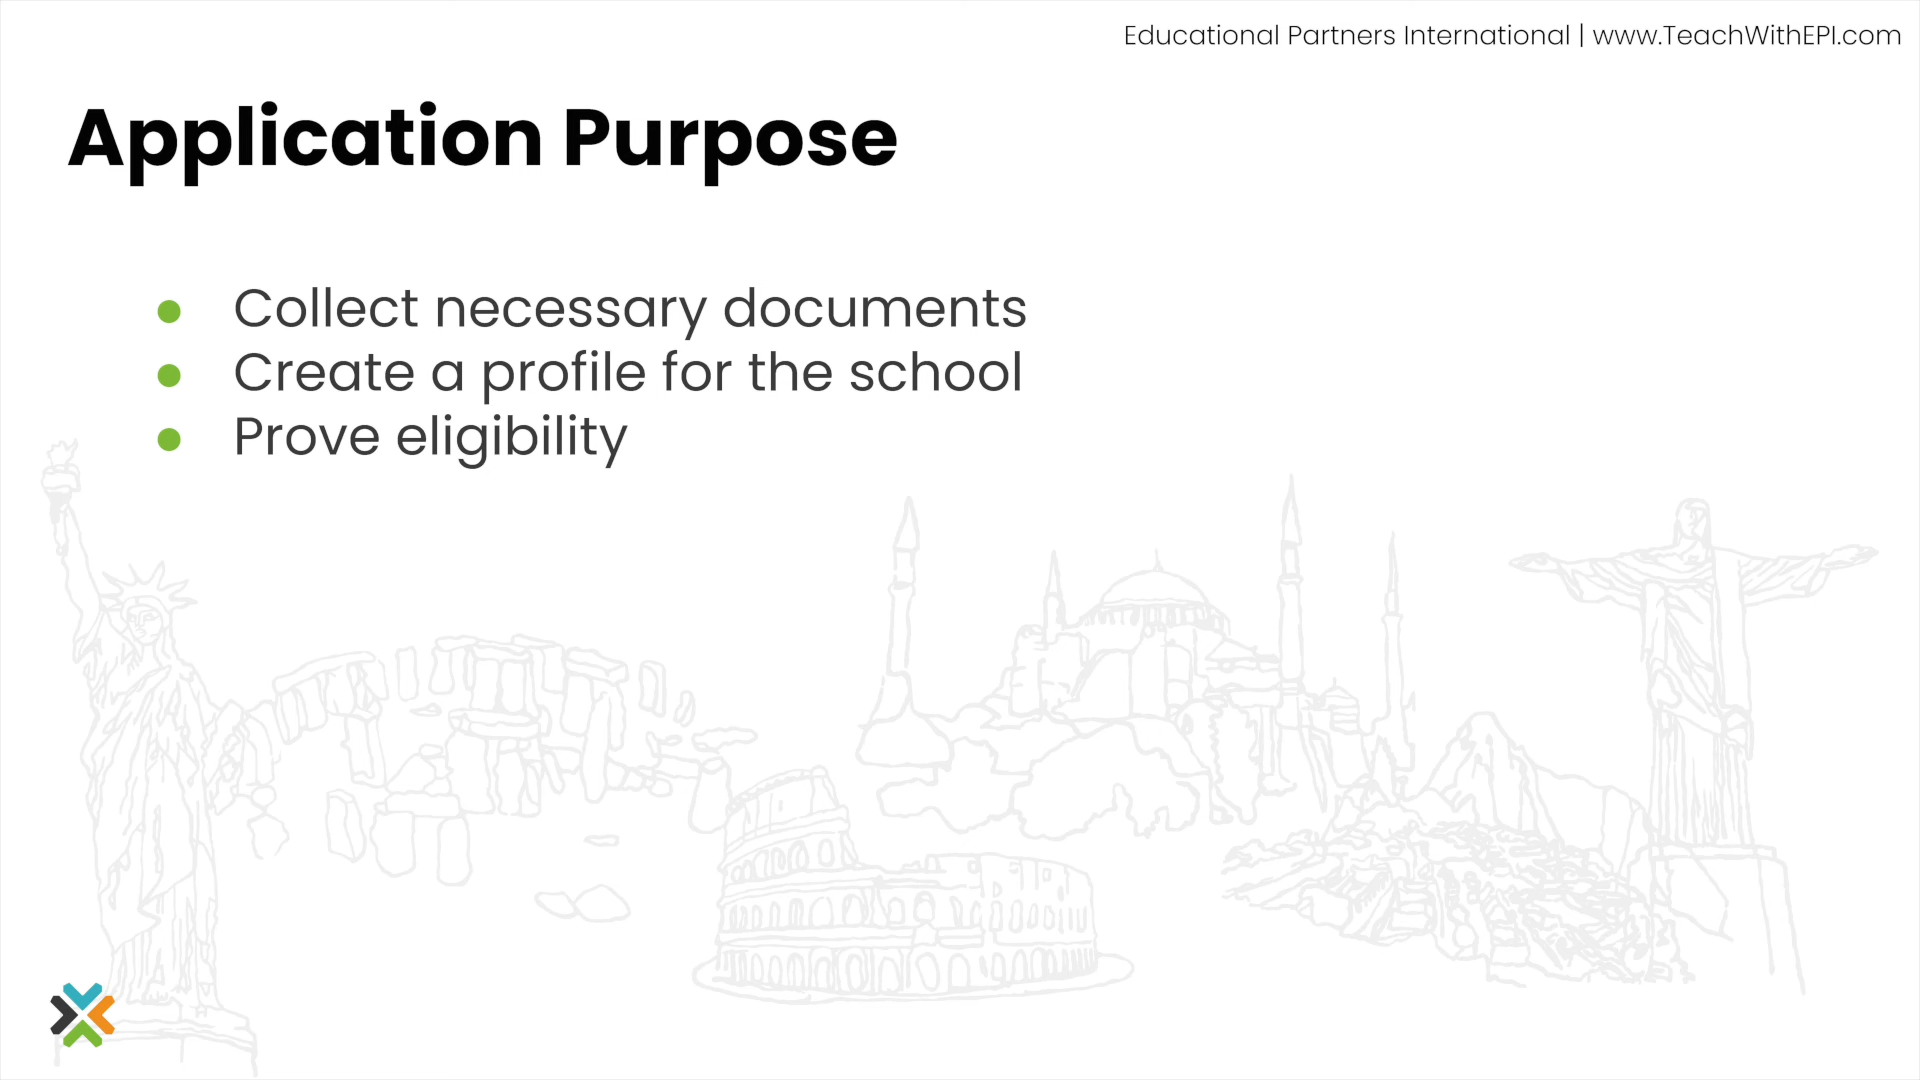 Educational Partners International | www.TeachWithEPI.com
Application Purpose
● Collect necessary documents
● Create a profile for the school
● Prove eligibility